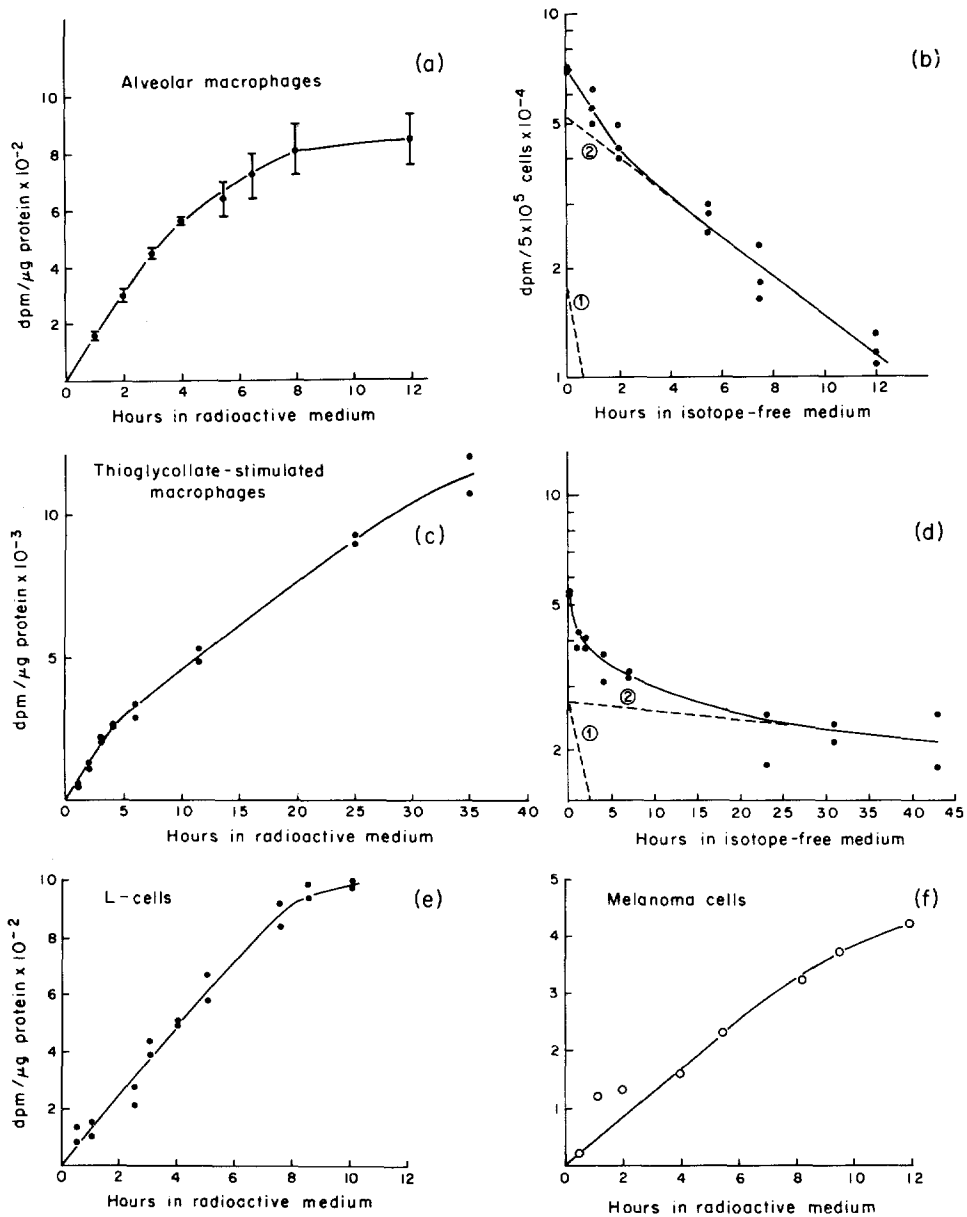 (a)
Alveolar macrophages
10
8
6
4
2
0
dpm/μg protein x 10⁻²
0 2 4 6 8 10 12
Hours in radioactive medium
(b)
10
5
2
1
dpm/5x10⁵ cells x 10⁻⁴
②
①
0 2 4 6 8 10 12
Hours in isotope-free medium
(c)
Thioglycollate-stimulated
macrophages
10
5
dpm/μg protein x 10⁻³
0 5 10 15 20 25 30 35 40
Hours in radioactive medium
(d)
10
5
2
②
①
0 5 10 15 20 25 30 35 40 45
Hours in isotope-free medium
(e)
L-cells
10
8
6
4
2
dpm/μg protein x 10⁻²
0 2 4 6 8 10 12
Hours in radioactive medium
(f)
Melanoma cells
5
4
3
2
1
0 2 4 6 8 10 12
Hours in radioactive medium